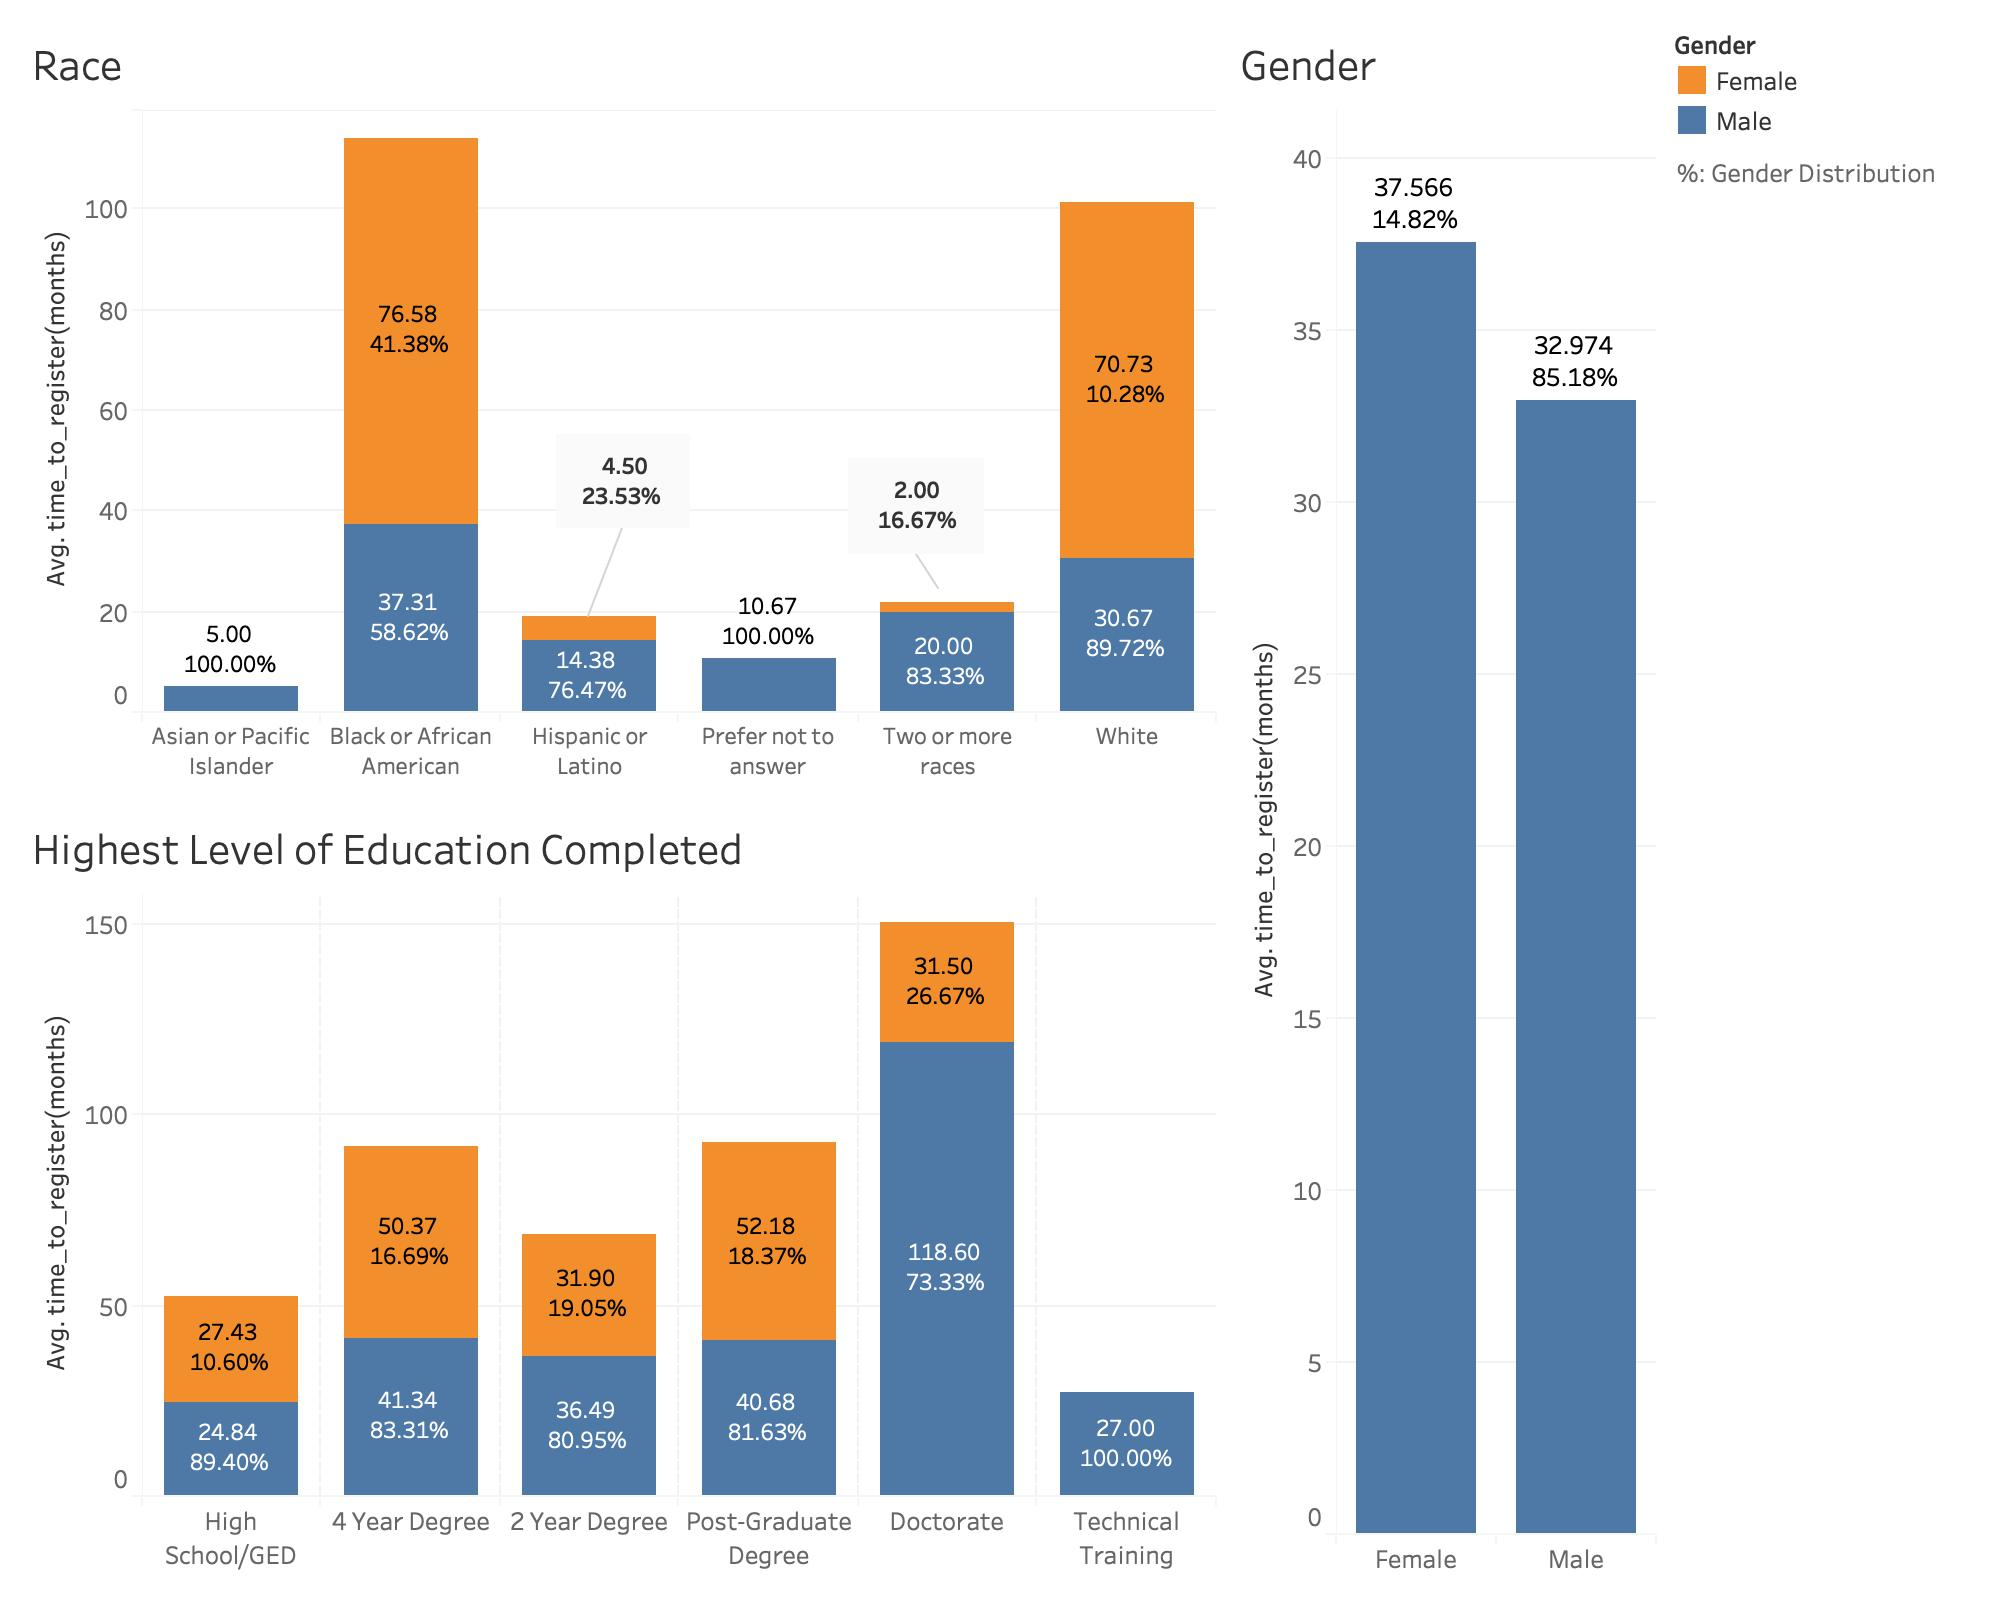 Race
Avg. time_to_register(months)
100
80
60
40
20
0
5.00
100.00%
76.58
41.38%
37.31
58.62%
4.50
23.53%
14.38
76.47%
10.67
100.00%
2.00
16.67%
20.00
83.33%
70.73
10.28%
30.67
89.72%
Asian or Pacific
Islander
Black or African
American
Hispanic or
Latino
Prefer not to
answer
Two or more
races
White
Highest Level of Education Completed
Avg. time_to_register(months)
150
100
50
0
27.43
10.60%
24.84
89.40%
50.37
16.69%
41.34
83.31%
31.90
19.05%
36.49
80.95%
52.18
18.37%
40.68
81.63%
31.50
26.67%
118.60
73.33%
27.00
100.00%
High
School/GED
4 Year Degree
2 Year Degree
Post-Graduate
Degree
Doctorate
Technical
Training
Gender
Avg. time_to_register(months)
40
35
30
25
20
15
10
5
0
37.566
14.82%
32.974
85.18%
Female
Male
Gender
Female
Male
%: Gender Distribution